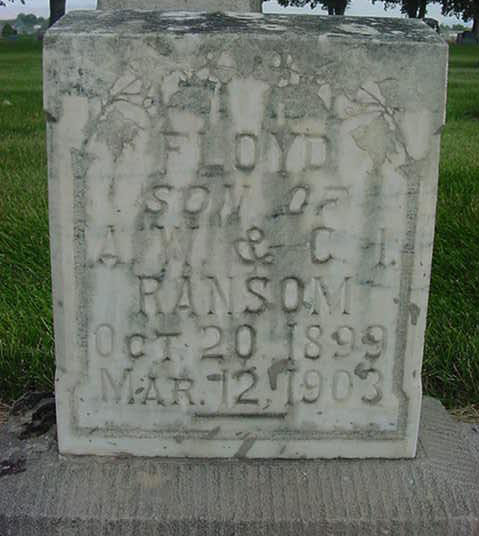 FLOYD
SON OF
A. W. & C. I.
RANSOM
OCT. 20, 1899
MAR. 12, 1903